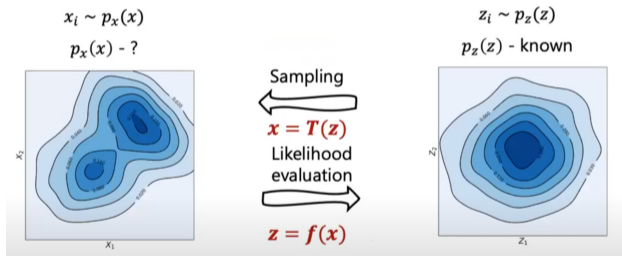 xᵢ ~ pₓ(x)
pₓ(x) - ?
zᵢ ~ p_z(z)
p_z(z) - known
Sampling
x = T(z)
Likelihood
evaluation
z = f(x)
X₂
X₁
Z₂
Z₁